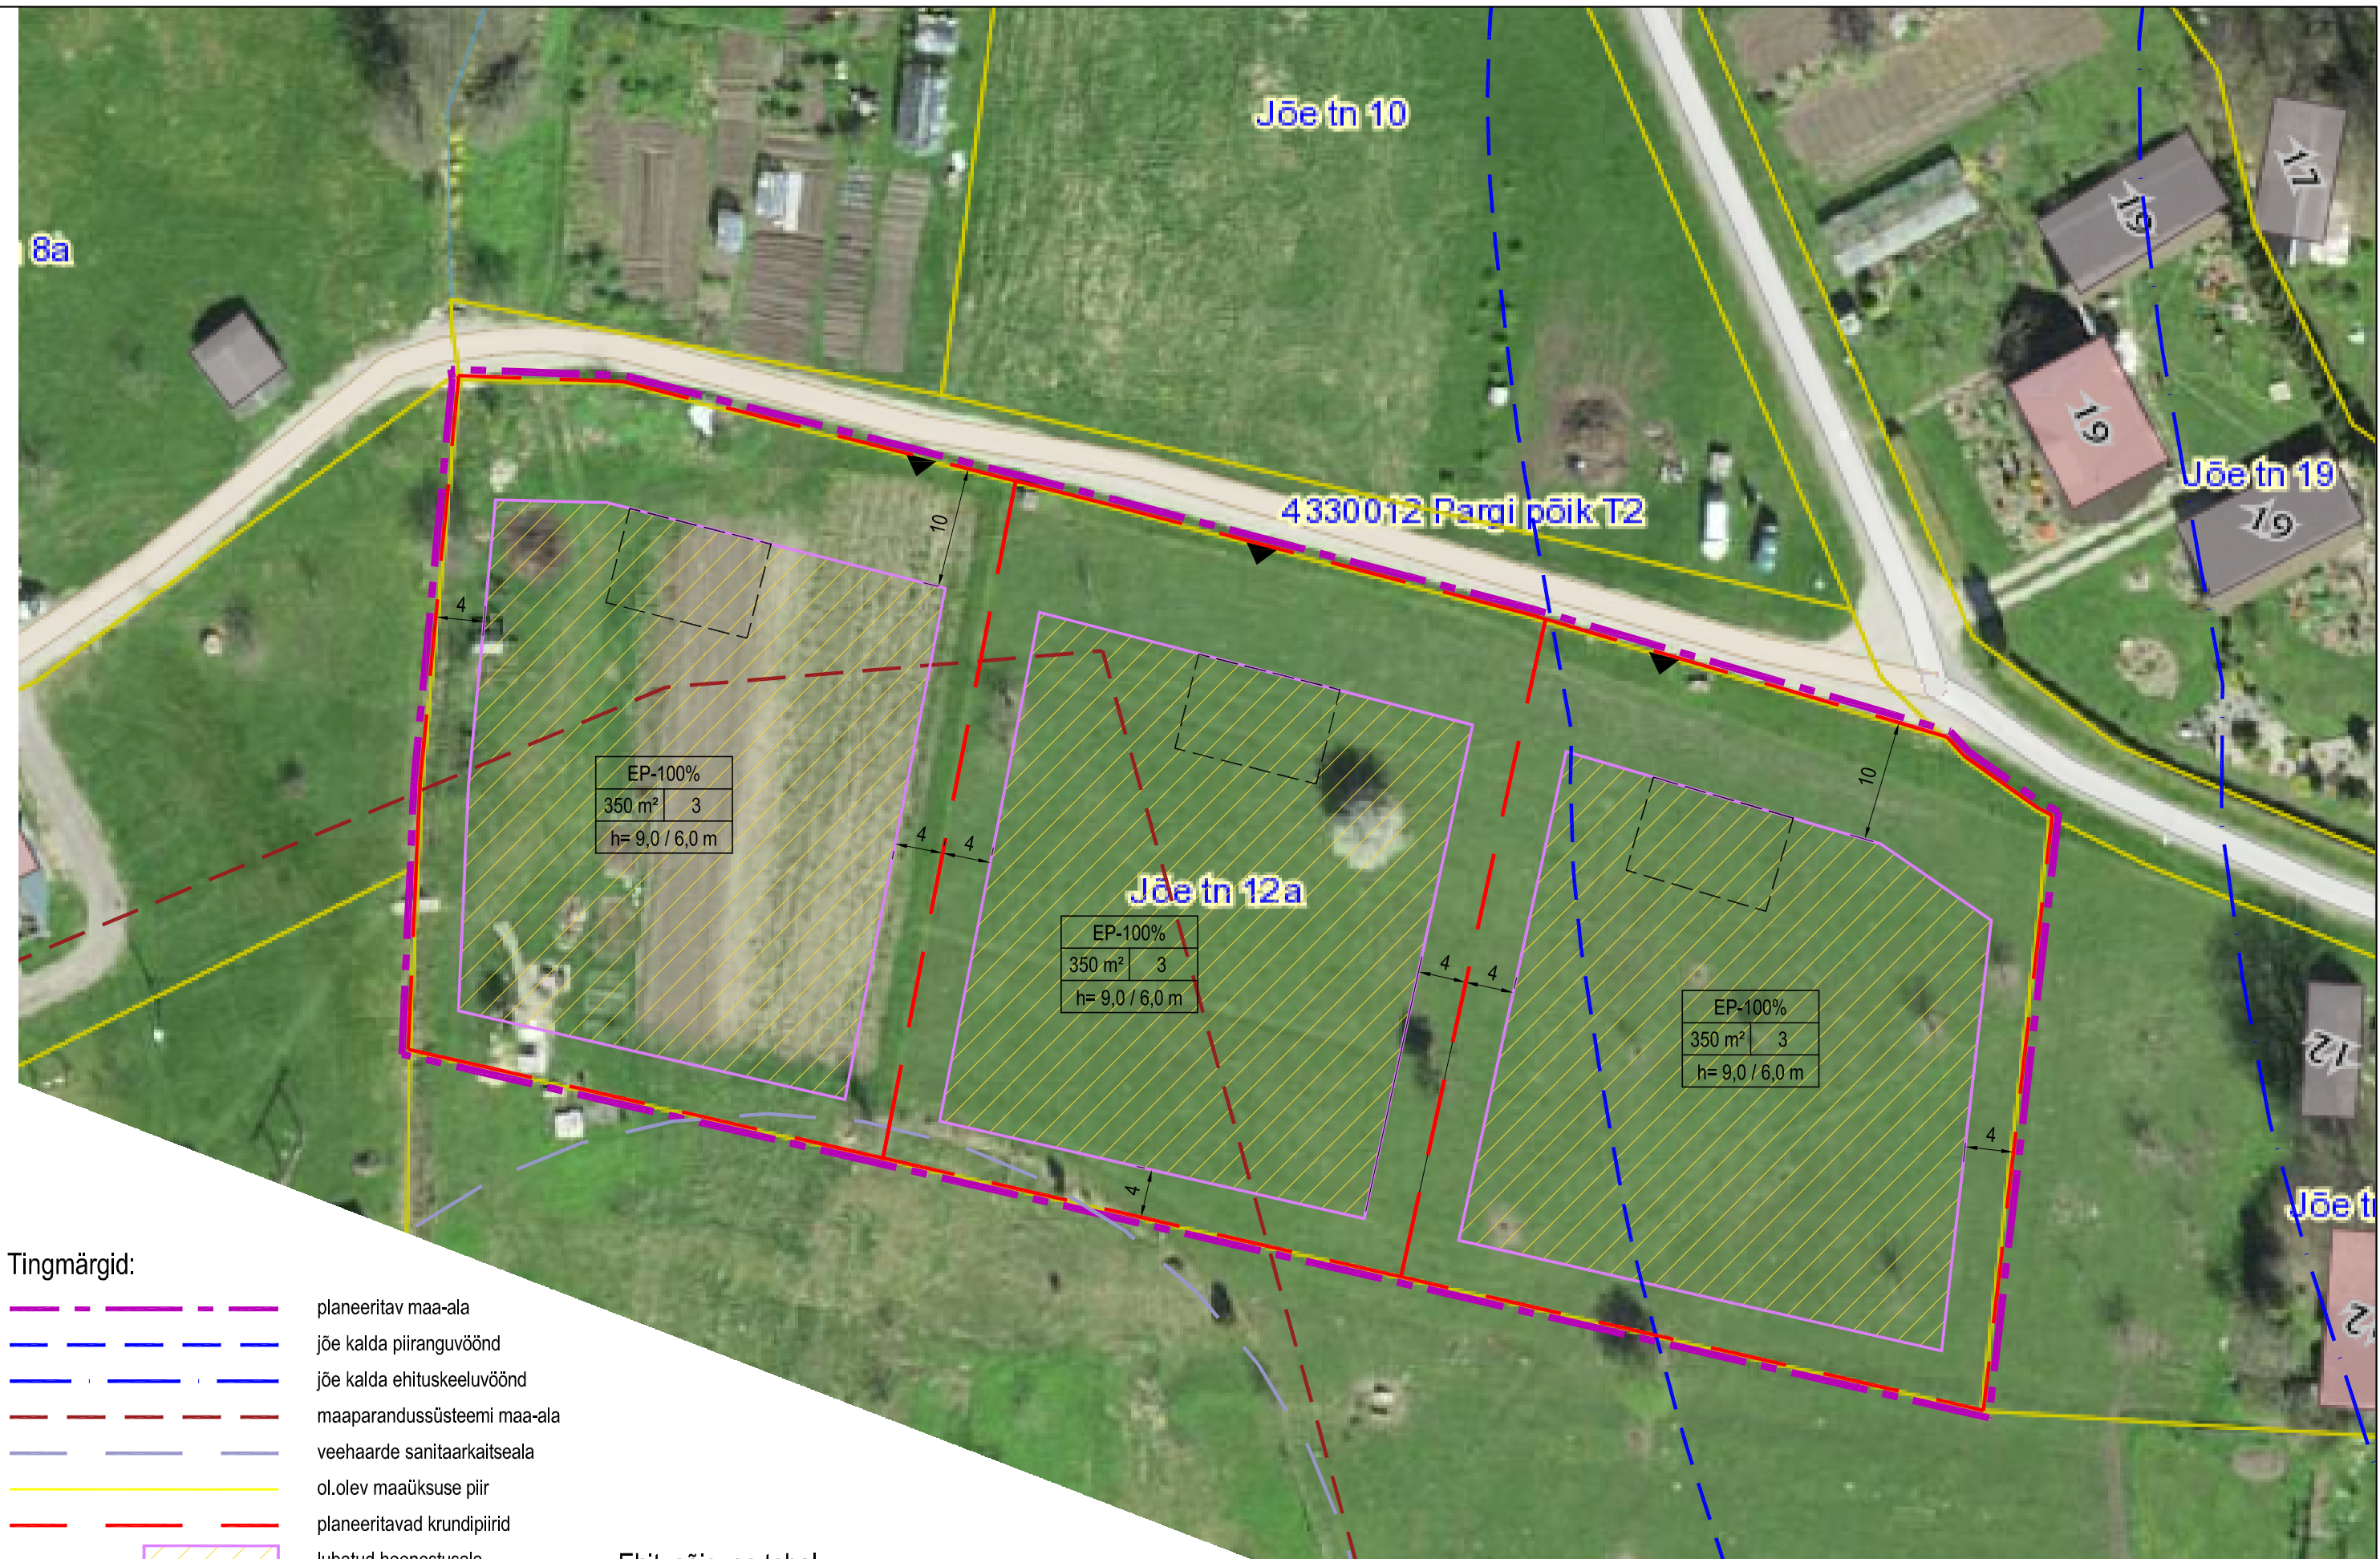 Jõe tn 10
17
19
8a
19
Jõe tn 19
19
4330012 Pargi põik T2
10
4
10
EP-100%
350 m² 3
h= 9,0 / 6,0 m
4 4
Jõe tn 12a
EP-100%
350 m² 3
h= 9,0 / 6,0 m
4 4
EP-100%
350 m² 3
h= 9,0 / 6,0 m
12
4
4
Jõe
Tingmärgid:
planeeritav maa-ala
jõe kalda piiranguvöönd
jõe kalda ehituskeeluvöönd
maaparandussüsteemi maa-ala
veehaarde sanitaarkaitseala
ol.olev maaüksuse piir
planeeritavad krundipiirid